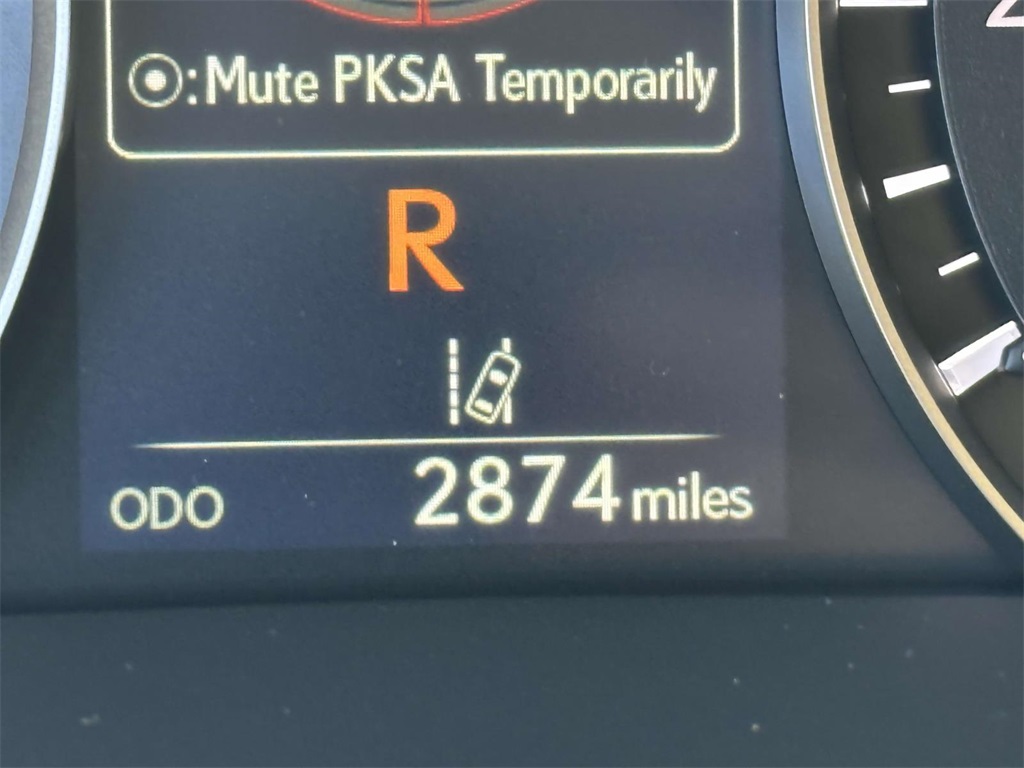 : Mute PKSA Temporarily
R
ODO 2874 miles